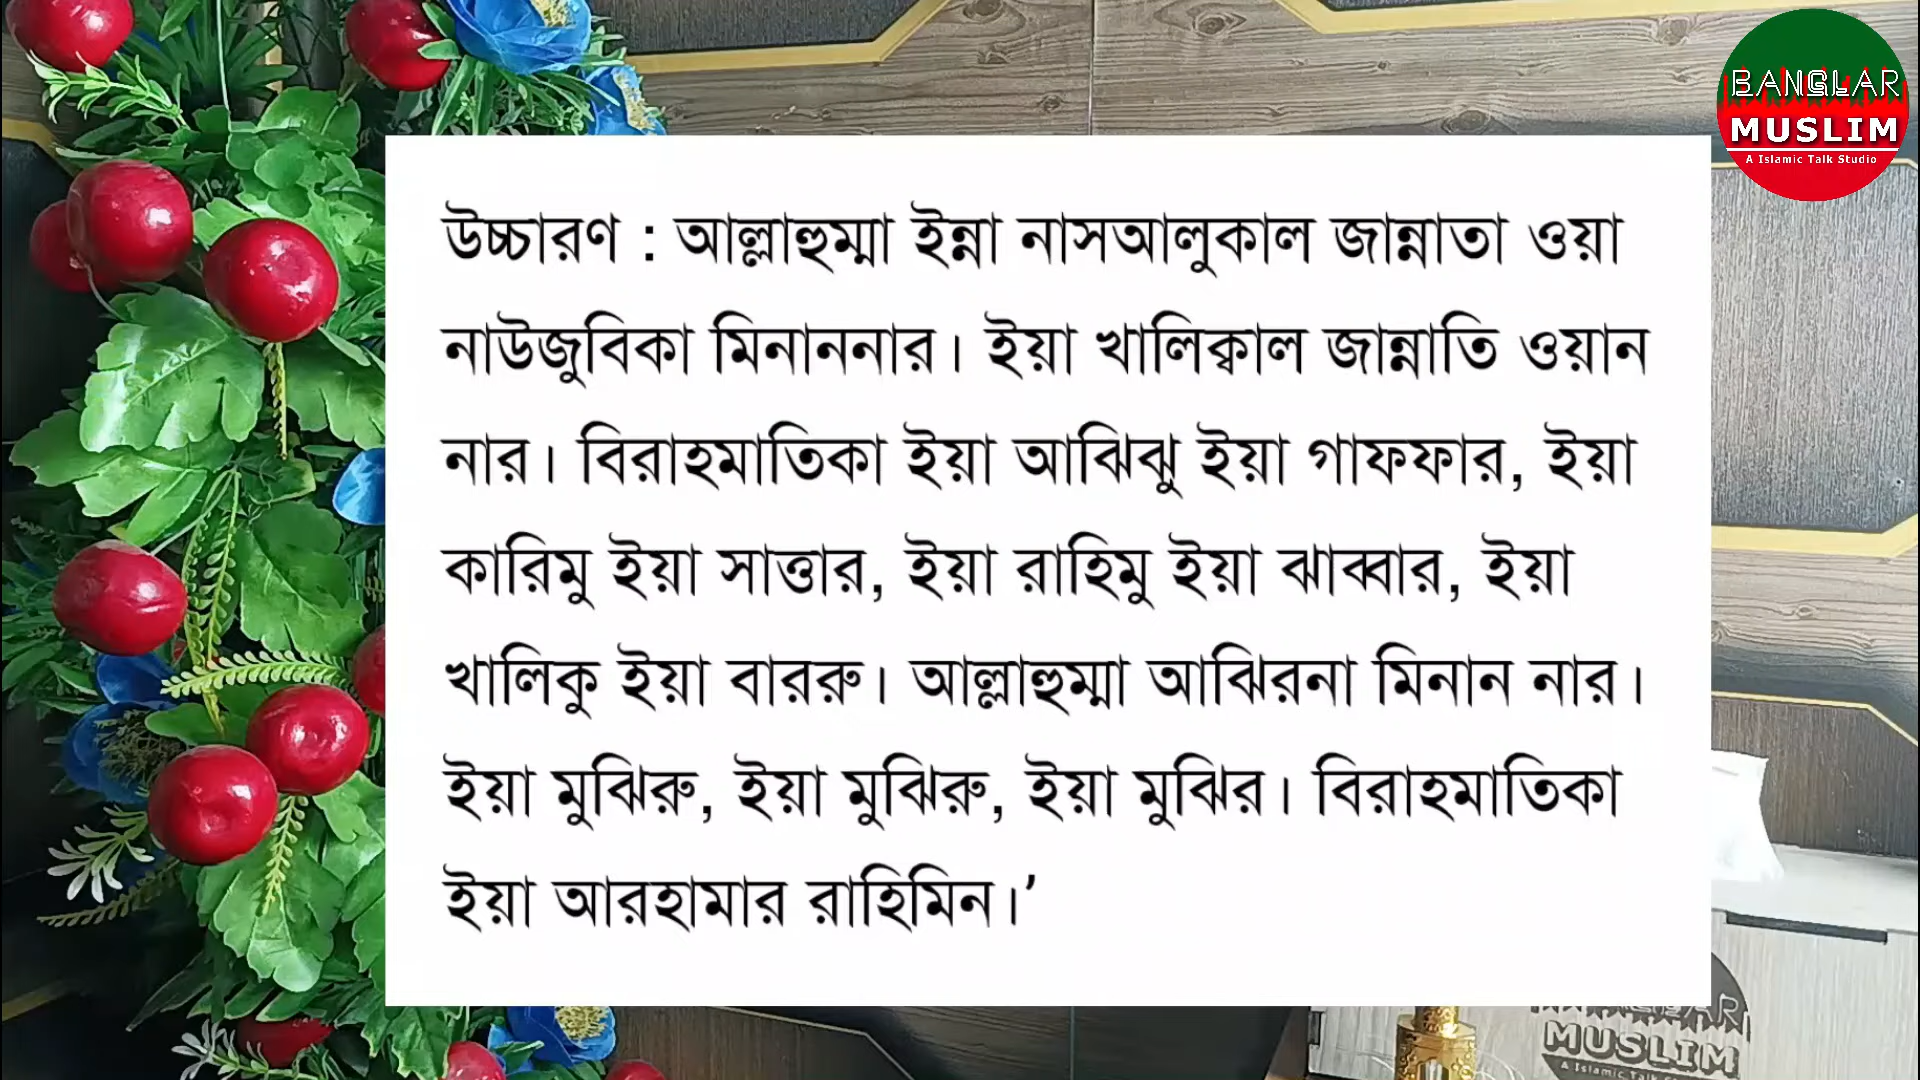 BANGLAR
MUSLIM
A Islamic Talk Studio
উচ্চারণ : আল্লাহুম্মা ইন্না নাসআলুকাল জান্নাতা ওয়া
নাউজুবিকা মিনাননার। ইয়া খালিক্বাল জান্নাতি ওয়ান
নার। বিরাহমাতিকা ইয়া আঝিঝু ইয়া গাফফার, ইয়া
কারিমু ইয়া সাত্তার, ইয়া রাহিমু ইয়া ঝাব্বার, ইয়া
খালিকু ইয়া বাররু। আল্লাহুম্মা আঝিরনা মিনান নার।
ইয়া মুঝিরু, ইয়া মুঝিরু, ইয়া মুঝির। বিরাহমাতিকা
ইয়া আরহামার রাহিমিন।’
MUSLIM